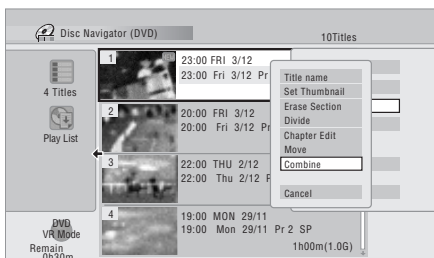 Disc Navigator (DVD)
10Titles
4 Titles
Play List
DVD
VR Mode
Remain
0h30m
1
23:00 FRI 3/12
23:00 Fri 3/12 Pr
2
20:00 FRI 3/12
20:00 Fri 3/12 Pr
3
22:00 THU 2/12
22:00 Thu 2/12 P
4
19:00 MON 29/11
19:00 Mon 29/11 Pr 2 SP
1h00m(1.0G)
Title name
Set Thumbnail
Erase Section
Divide
Chapter Edit
Move
Combine
Cancel